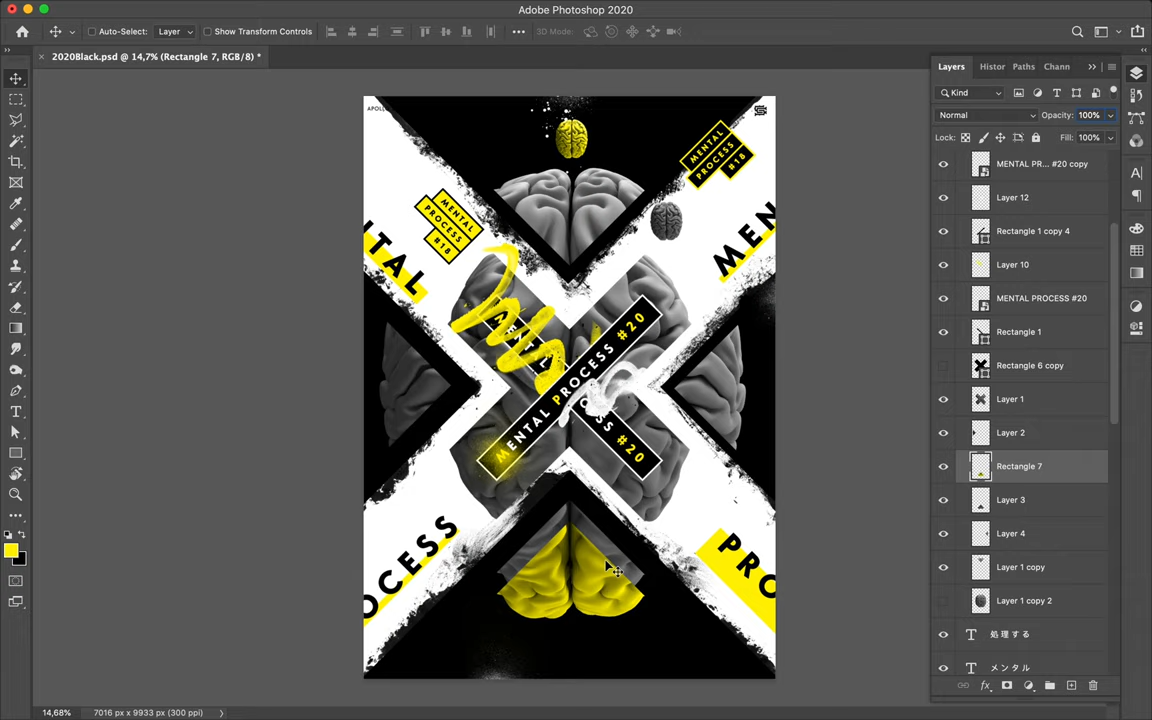 Adobe Photoshop 2020
Auto-Select: Layer Show Transform Controls 3D Mode:
2020Black.psd @ 14,7% (Rectangle 7, RGB/8) *
Layers Histor Paths Chann
Kind
Normal Opacity: 100%
Lock: Fill: 100%
MENTAL PR... #20 copy
Layer 12
Rectangle 1 copy 4
Layer 10
MENTAL PROCESS #20
Rectangle 1
Rectangle 6 copy
Layer 1
Layer 2
Rectangle 7
Layer 3
Layer 4
Layer 1 copy
Layer 1 copy 2
処理する
メンタル
APOLLO
MENTAL
PROCESS
#18
MENTAL
PROCESS
#18
NTAL
MEN
MENTAL PROCESS #20
MENTAL
CESS #20
OCESS
PRO
14,68% 7016 px x 9933 px (300 ppi)